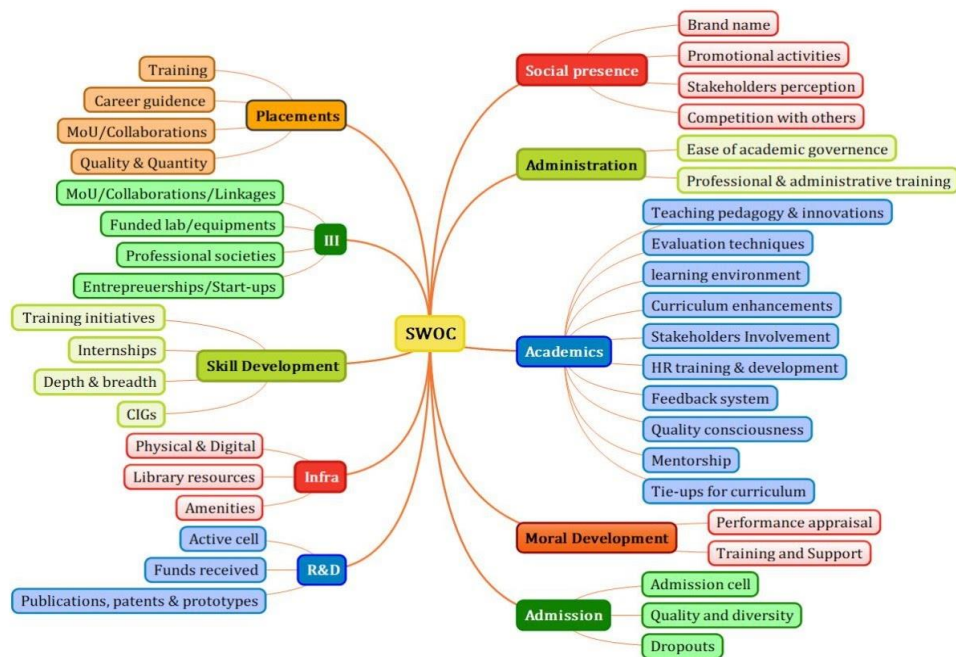 SWOC
Placements
Training
Career guidence
MoU/Collaborations
Quality & Quantity
III
MoU/Collaborations/Linkages
Funded lab/equipments
Professional societies
Entrepreuerships/Start-ups
Skill Development
Training initiatives
Internships
Depth & breadth
CIGs
Infra
Physical & Digital
Library resources
Amenities
R&D
Active cell
Funds received
Publications, patents & prototypes
Social presence
Brand name
Promotional activities
Stakeholders perception
Competition with others
Administration
Ease of academic governence
Professional & administrative training
Academics
Teaching pedagogy & innovations
Evaluation techniques
learning environment
Curriculum enhancements
Stakeholders Involvement
HR training & development
Feedback system
Quality consciousness
Mentorship
Tie-ups for curriculum
Moral Development
Performance appraisal
Training and Support
Admission
Admission cell
Quality and diversity
Dropouts